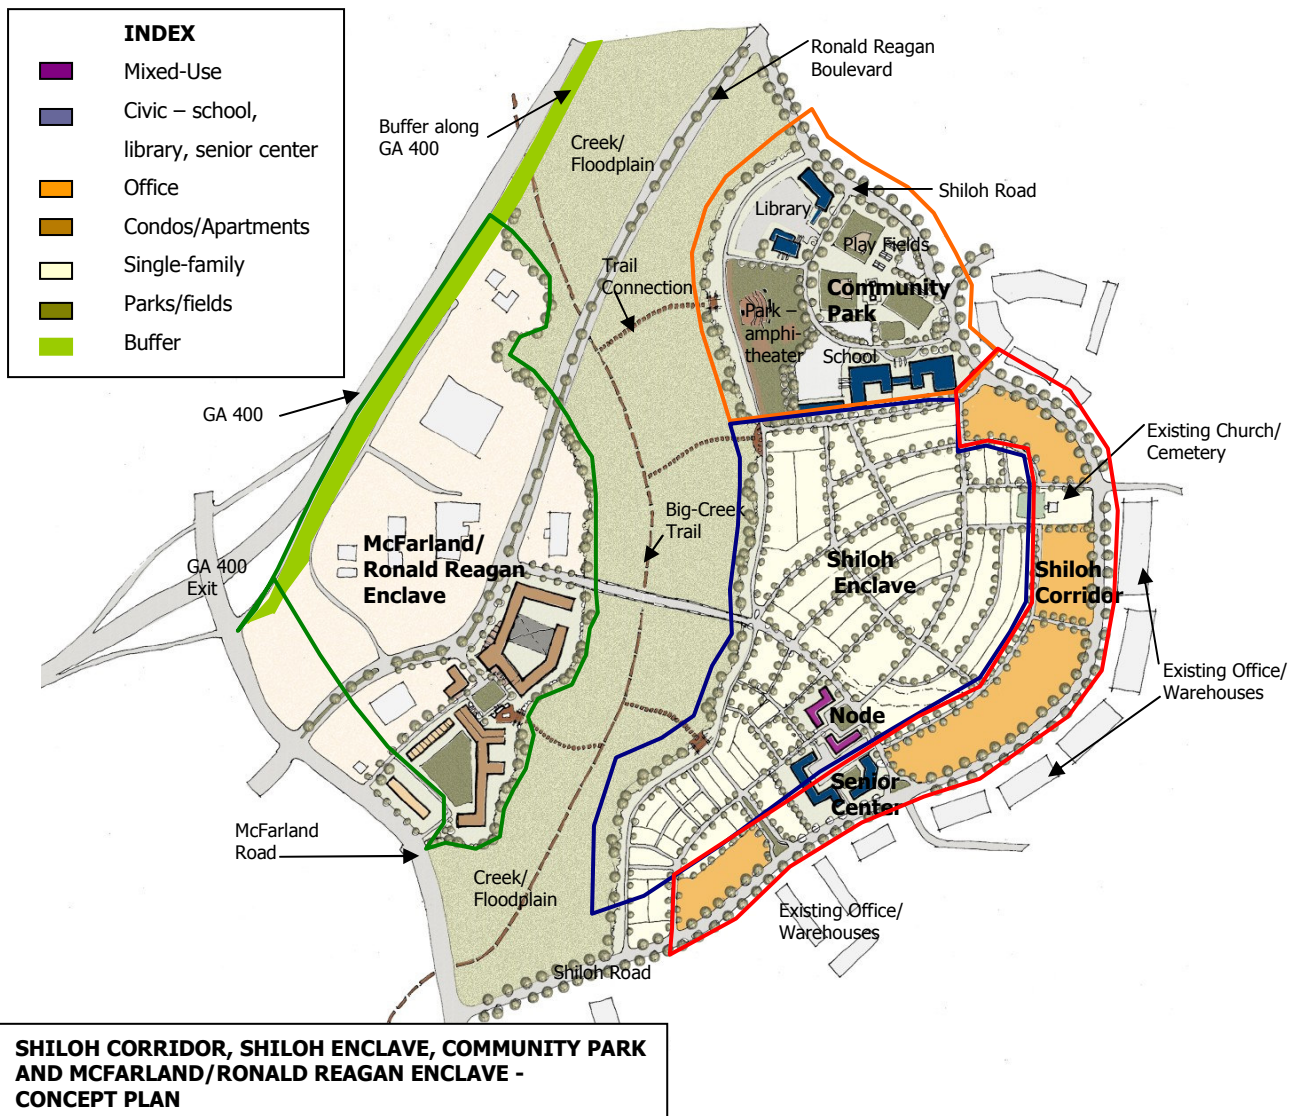 INDEX
Mixed-Use
Civic – school,
library, senior center
Office
Condos/Apartments
Single-family
Parks/fields
Buffer
Ronald Reagan
Boulevard
Buffer along
GA 400
Creek/
Floodplain
Shiloh Road
Library
Play Fields
Trail
Connection
Community
Park
Park –
amphi-
theater
School
GA 400
Existing Church/
Cemetery
Big-Creek
Trail
McFarland/
Ronald Reagan
Enclave
GA 400
Exit
Shiloh
Enclave
Shiloh
Corridor
Existing Office/
Warehouses
Node
Senior
Center
McFarland
Road
Creek/
Floodplain
Existing Office/
Warehouses
Shiloh Road
SHILOH CORRIDOR, SHILOH ENCLAVE, COMMUNITY PARK
AND MCFARLAND/RONALD REAGAN ENCLAVE -
CONCEPT PLAN